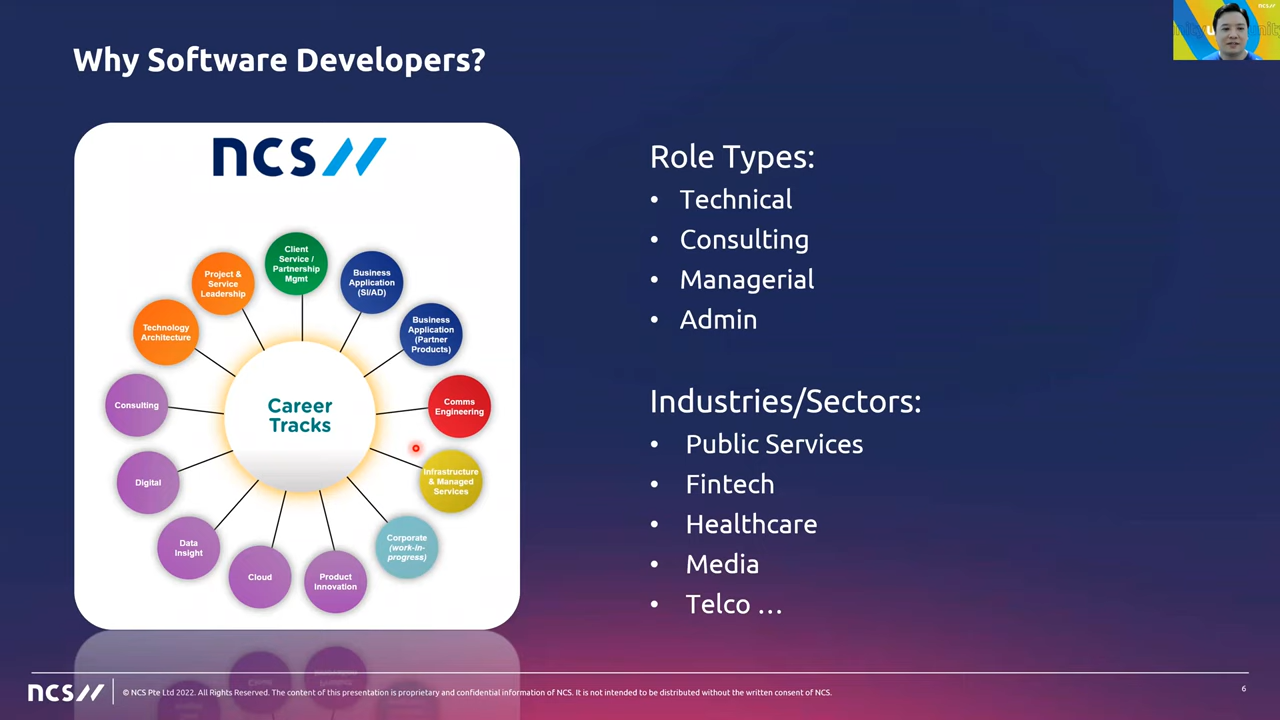 Why Software Developers?
ncs//
Client
Service /
Partnership
Mgmt
Business
Application
(SI/AD)
Business
Application
(Partner
Products)
Comms
Engineering
Infrastructure
& Managed
Services
Corporate
(work-in-
progress)
Product
Innovation
Cloud
Data
Insight
Digital
Consulting
Technology
Architecture
Project &
Service
Leadership
Career
Tracks
Role Types:
• Technical
• Consulting
• Managerial
• Admin
Industries/Sectors:
• Public Services
• Fintech
• Healthcare
• Media
• Telco …
ncs//
© NCS Pte Ltd 2022. All Rights Reserved. The content of this presentation is proprietary and confidential information of NCS. It is not intended to be distributed without the written consent of NCS.
6